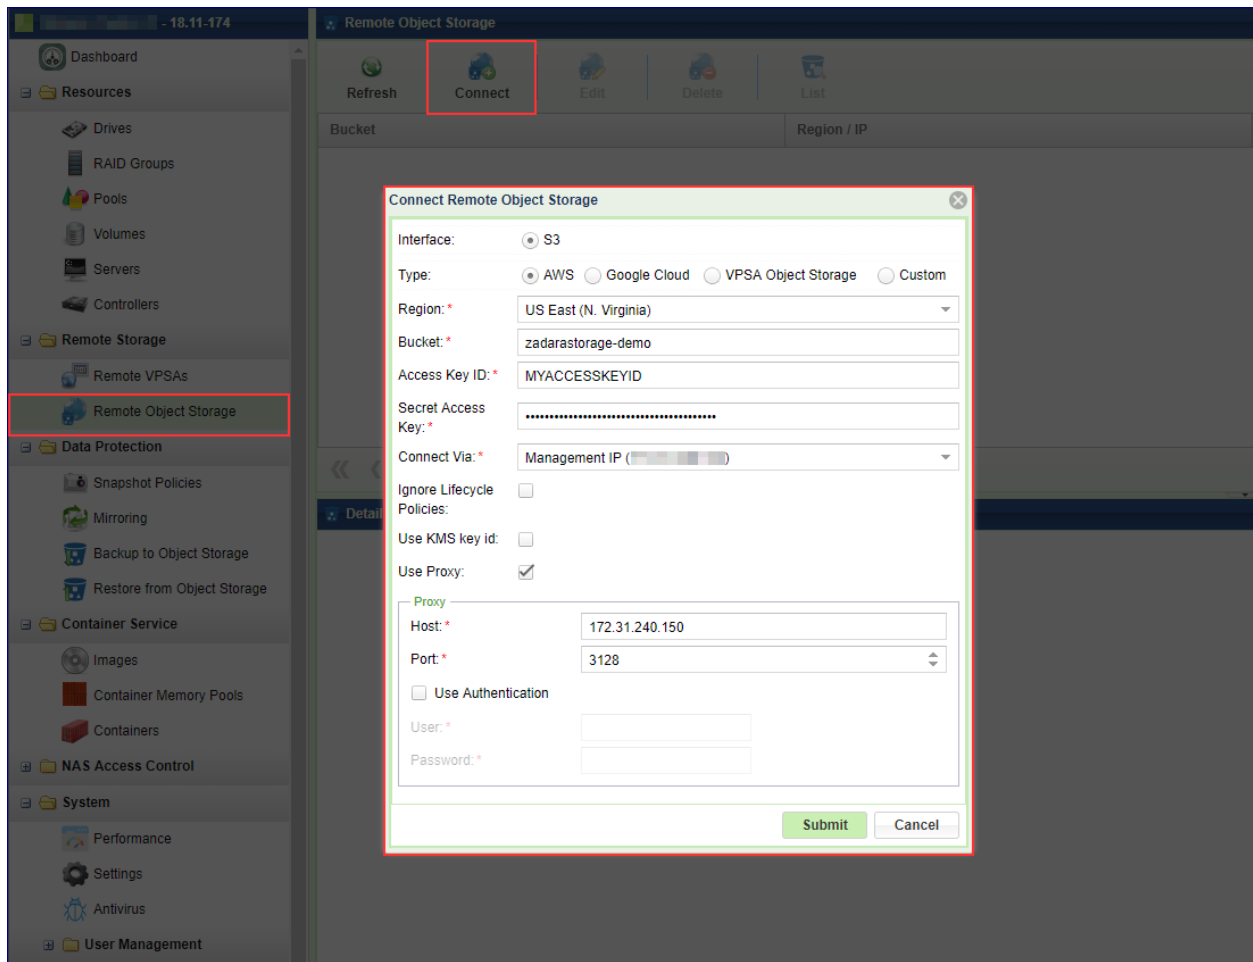 - 18.11-174
Dashboard
Resources
Drives
RAID Groups
Pools
Volumes
Servers
Controllers
Remote Storage
Remote VPSAs
Remote Object Storage
Data Protection
Snapshot Policies
Mirroring
Backup to Object Storage
Restore from Object Storage
Container Service
Images
Container Memory Pools
Containers
NAS Access Control
System
Performance
Settings
Antivirus
User Management
Remote Object Storage
Refresh Connect Edit Delete List
Bucket Region / IP
Detail
Connect Remote Object Storage
Interface: S3
Type: AWS Google Cloud VPSA Object Storage Custom
Region: * US East (N. Virginia)
Bucket: * zadarastorage-demo
Access Key ID: * MYACCESSKEYID
Secret Access
Key: * ••••••••••••••••••••••••••••••••••••••••
Connect Via: * Management IP ( )
Ignore Lifecycle
Policies:
Use KMS key id:
Use Proxy:
Proxy
Host: * 172.31.240.150
Port: * 3128
Use Authentication
User: *
Password: *
Submit Cancel